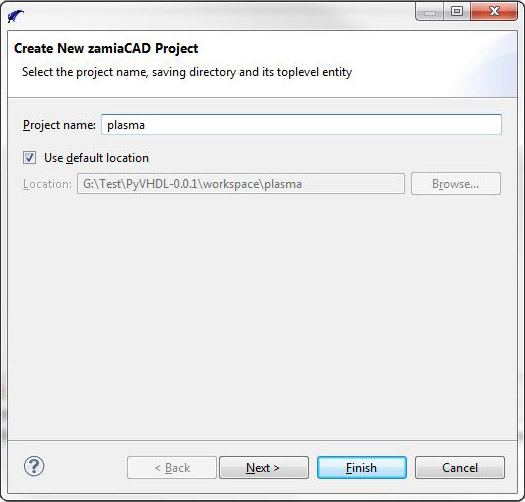 Create New zamiaCAD Project
Select the project name, saving directory and its toplevel entity
Project name: plasma
Use default location
Location: G:\Test\PyVHDL-0.0.1\workspace\plasma Browse...
? < Back Next > Finish Cancel